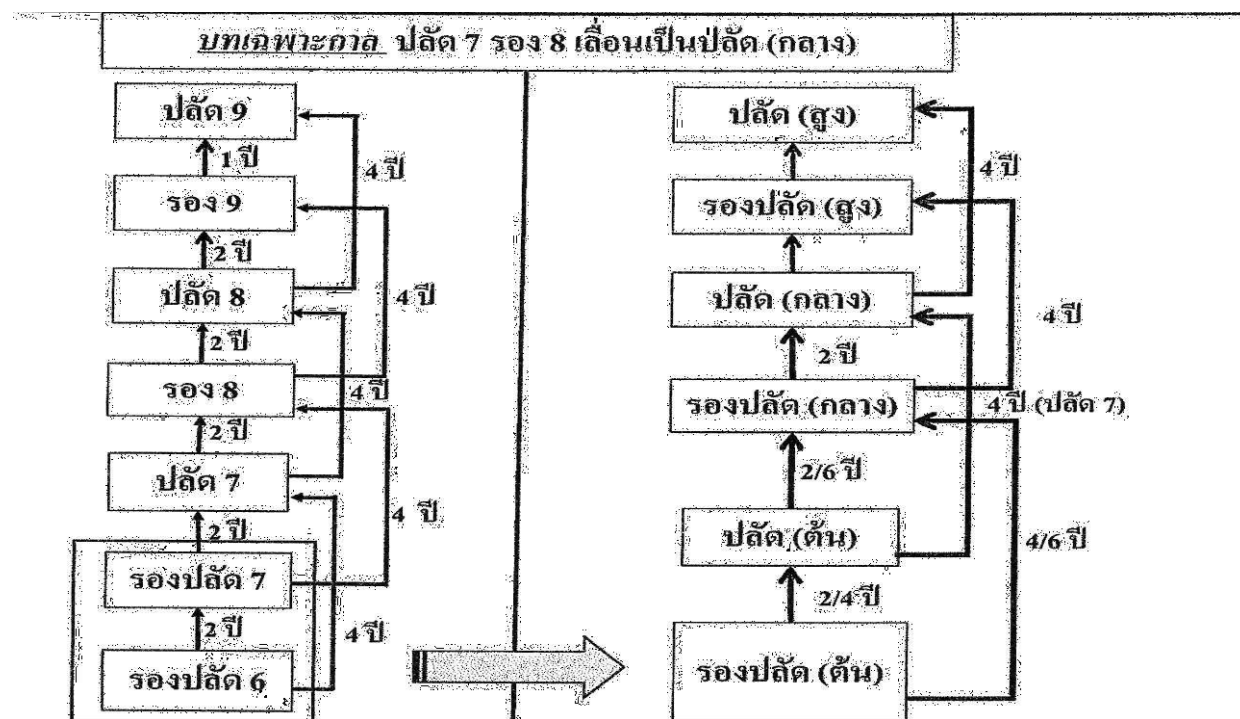 บทเฉพาะกาล ปลัด 7 รอง 8 เลื่อนเป็นปลัด (กลาง)
ปลัด 9
1 ปี
4 ปี
รอง 9
2 ปี
ปลัด 8
4 ปี
2 ปี
รอง 8
4 ปี
2 ปี
ปลัด 7
4 ปี
2 ปี
รองปลัด 7
2 ปี
4 ปี
รองปลัด 6
ปลัด (สูง)
4 ปี
รองปลัด (สูง)
ปลัด (กลาง)
4 ปี
2 ปี
รองปลัด (กลาง)
4 ปี (ปลัด 7)
2/6 ปี
ปลัด (ต้น)
4/6 ปี
2/4 ปี
รองปลัด (ต้น)